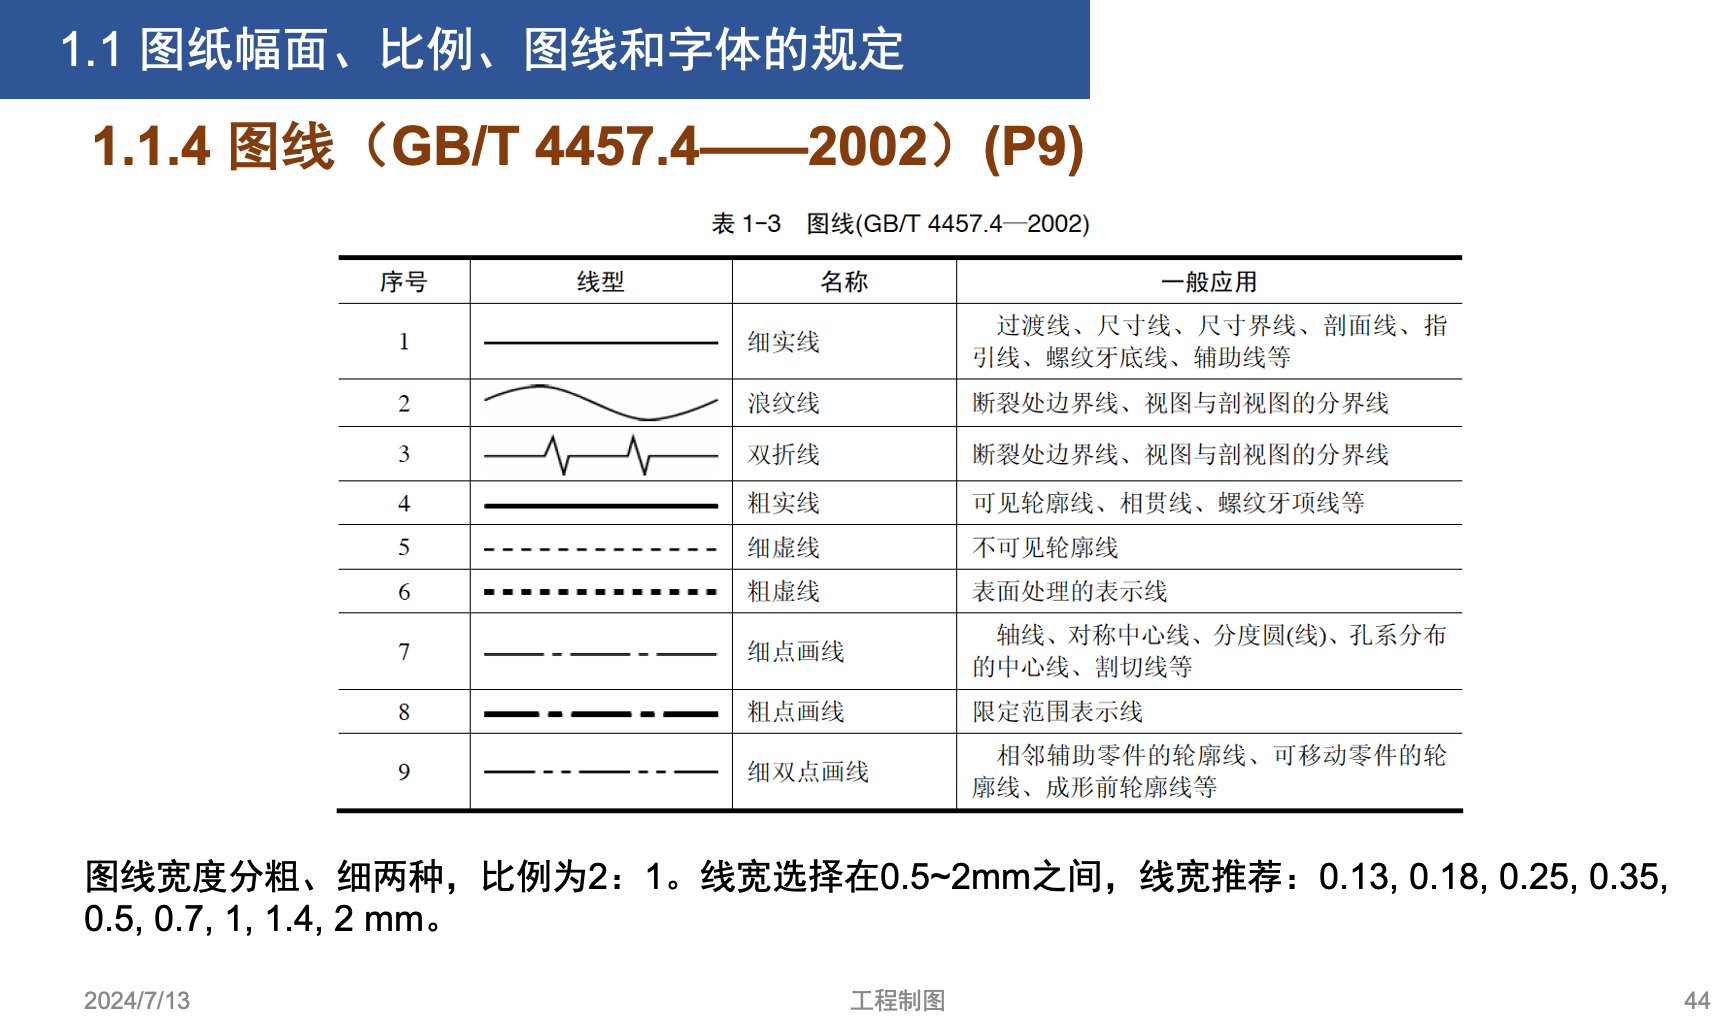 1.1 图纸幅面、比例、图线和字体的规定
1.1.4 图线（GB/T 4457.4——2002）(P9)
表 1-3 图线(GB/T 4457.4—2002)
序号 线型 名称 一般应用
1 细实线 过渡线、尺寸线、尺寸界线、剖面线、指
引线、螺纹牙底线、辅助线等
2 浪纹线 断裂处边界线、视图与剖视图的分界线
3 双折线 断裂处边界线、视图与剖视图的分界线
4 粗实线 可见轮廓线、相贯线、螺纹牙项线等
5 细虚线 不可见轮廓线
6 粗虚线 表面处理的表示线
7 细点画线 轴线、对称中心线、分度圆(线)、孔系分布
的中心线、割切线等
8 粗点画线 限定范围表示线
9 细双点画线 相邻辅助零件的轮廓线、可移动零件的轮
廓线、成形前轮廓线等
图线宽度分粗、细两种，比例为2：1。线宽选择在0.5~2mm之间，线宽推荐：0.13, 0.18, 0.25, 0.35,
0.5, 0.7, 1, 1.4, 2 mm。
2024/7/13 工程制图 44